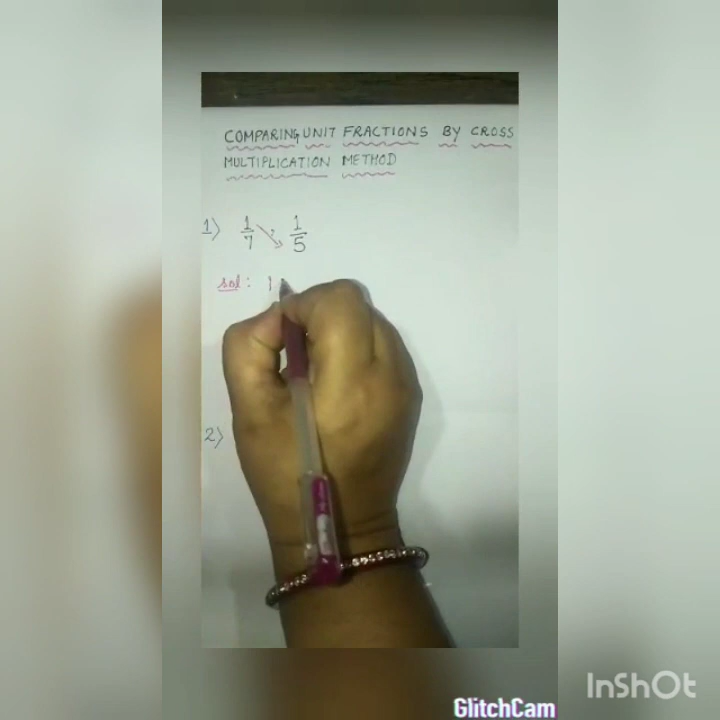 COMPARING UNIT FRACTIONS BY CROSS
MULTIPLICATION METHOD
1) 1/7 ? 1/5
sol : 1
2)
InShOt
GlitchCam